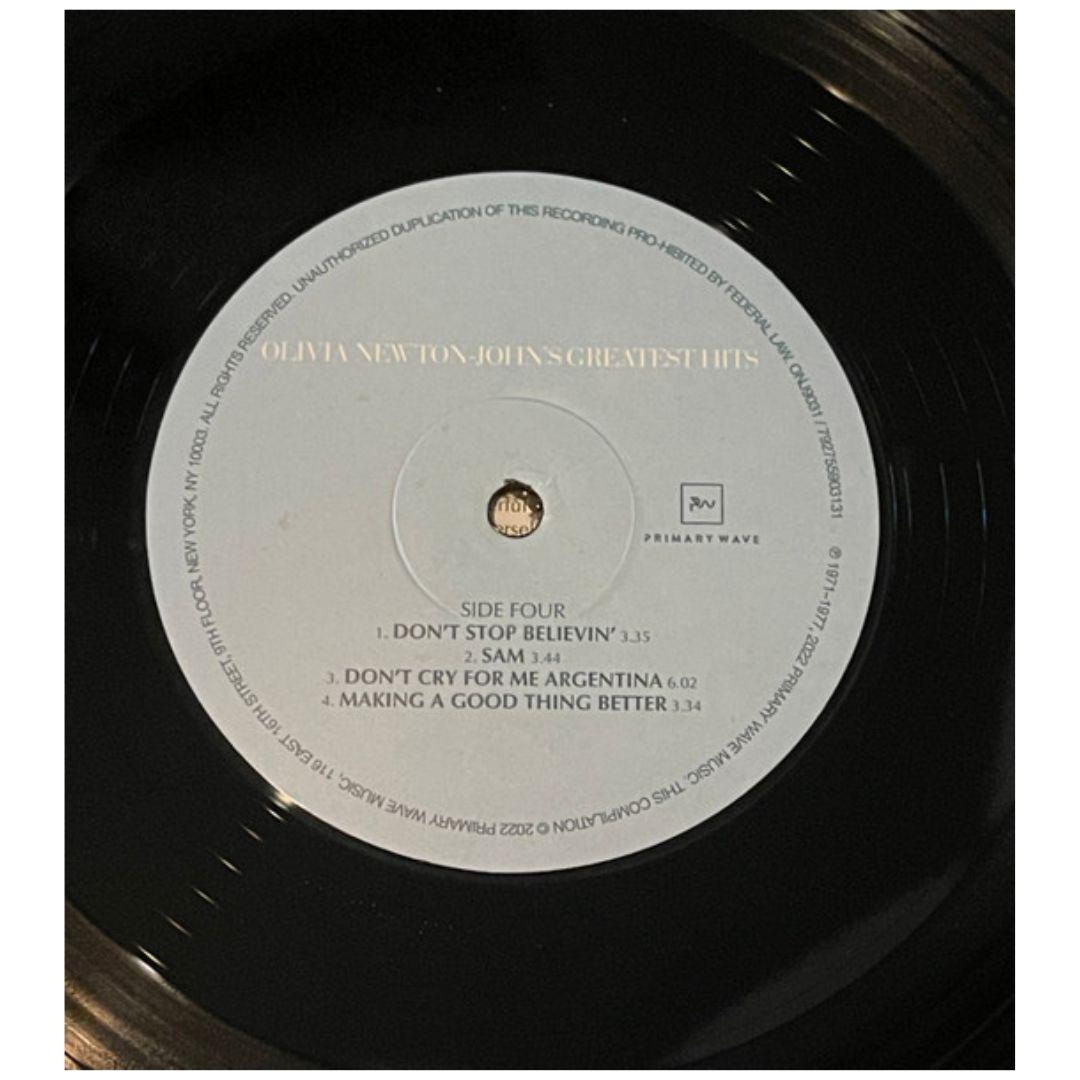 OLIVIA NEWTON-JOHN'S GREATEST HITS
PRIMARY WAVE
SIDE FOUR
1. DON'T STOP BELIEVIN' 3.35
2. SAM 3.44
3. DON'T CRY FOR ME ARGENTINA 6.02
4. MAKING A GOOD THING BETTER 3.34
℗ 1971-1977, 2022 PRIMARY WAVE MUSIC. THIS COMPILATION © 2022 PRIMARY WAVE MUSIC, 116 EAST 16TH STREET, 9TH FLOOR, NEW YORK, NY 10003. ALL RIGHTS RESERVED. UNAUTHORIZED DUPLICATION OF THIS RECORDING PRO-HIBITED BY FEDERAL LAW. ONJ9031 / 792755903131